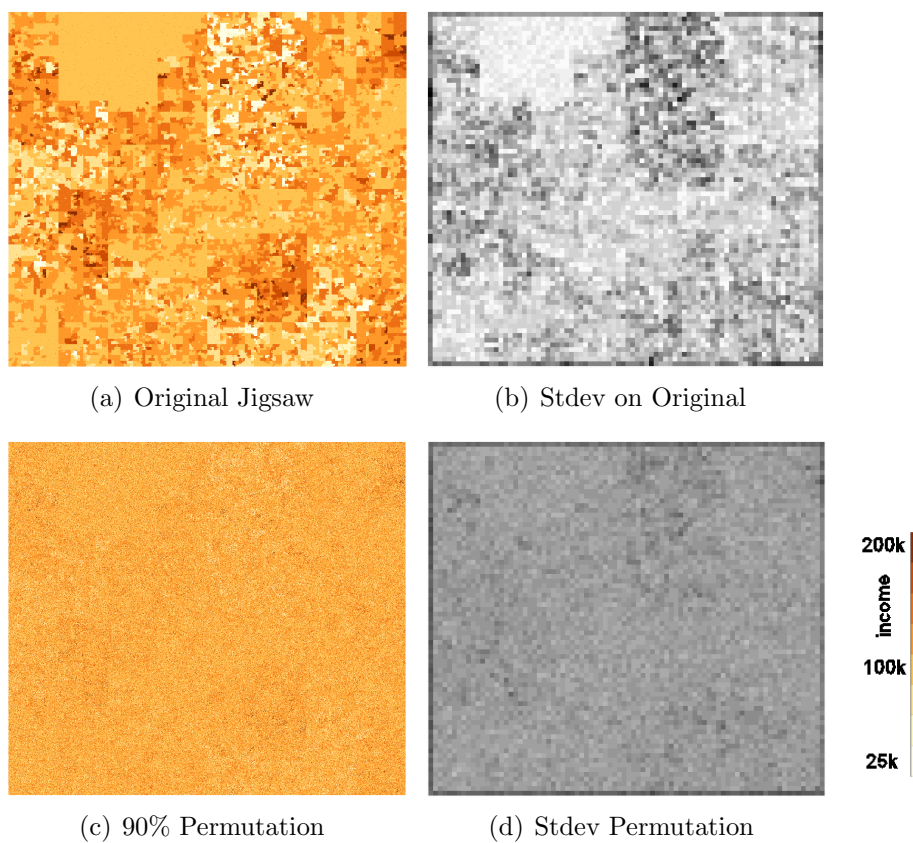 (a) Original Jigsaw
(b) Stdev on Original
200k
income
100k
25k
(c) 90% Permutation
(d) Stdev Permutation